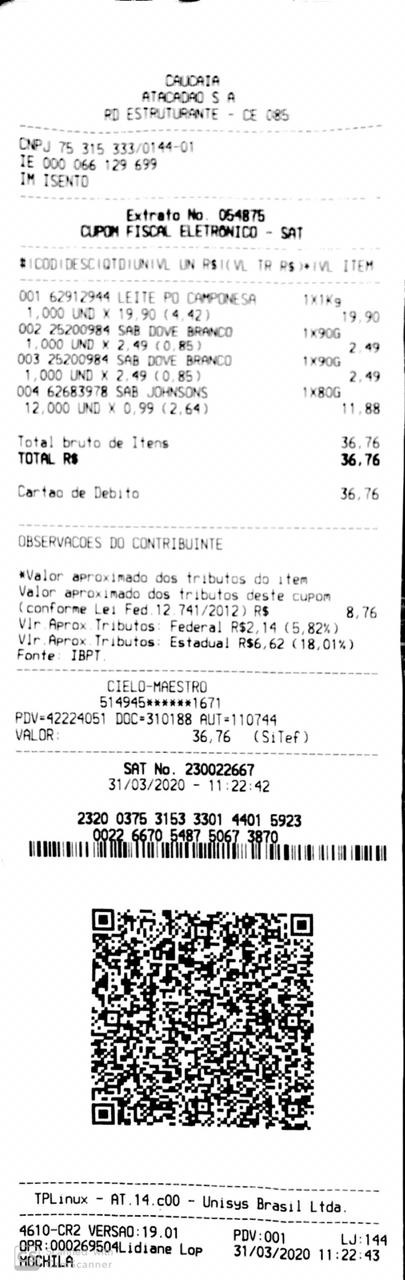 CAUCAIA
ATACADAO S A
RD ESTRUTURANTE - CE 085
CNPJ 75 315 333/0144-01
IE 000 066 129 699
IM ISENTO
Extrato No. 054875
CUPOM FISCAL ELETRONICO - SAT
#|COD|DESC|QTD|UN|VL UN R$|(VL TR R$)*|VL ITEM
001 62912944 LEITE PO CAMPONESA 1X1Kg
1,000 UND X 19,90 (4,42) 19,90
002 25200984 SAB DOVE BRANCO 1X90G
1,000 UND X 2,49 (0,85) 2,49
003 25200984 SAB DOVE BRANCO 1X90G
1,000 UND X 2,49 (0,85) 2,49
004 62683978 SAB JOHNSONS 1X80G
12,000 UND X 0,99 (2,64) 11,88
Total bruto de Itens 36,76
TOTAL R$ 36,76
Cartao de Debito 36,76
OBSERVACOES DO CONTRIBUINTE
*Valor aproximado dos tributos do item
Valor aproximado dos tributos deste cupom
(conforme Lei Fed.12.741/2012) R$ 8,76
Vlr.Aprox.Tributos: Federal R$2,14 (5,82%)
Vlr.Aprox.Tributos: Estadual R$6,62 (18,01%)
Fonte: IBPT.
CIELO-MAESTRO
514945******1671
PDV=42224051 DOC=310188 AUT=110744
VALOR: 36,76 (SiTef)
SAT No. 230022667
31/03/2020 - 11:22:42
2320 0375 3153 3301 4401 5923
0022 6670 5487 5067 3870
TPLinux - AT.14.c00 - Unisys Brasil Ltda.
4610-CR2 VERSAO:19.01 PDV:001 LJ:144
OPR:000269504Lidiane Lop 31/03/2020 11:22:43
MOCHILA